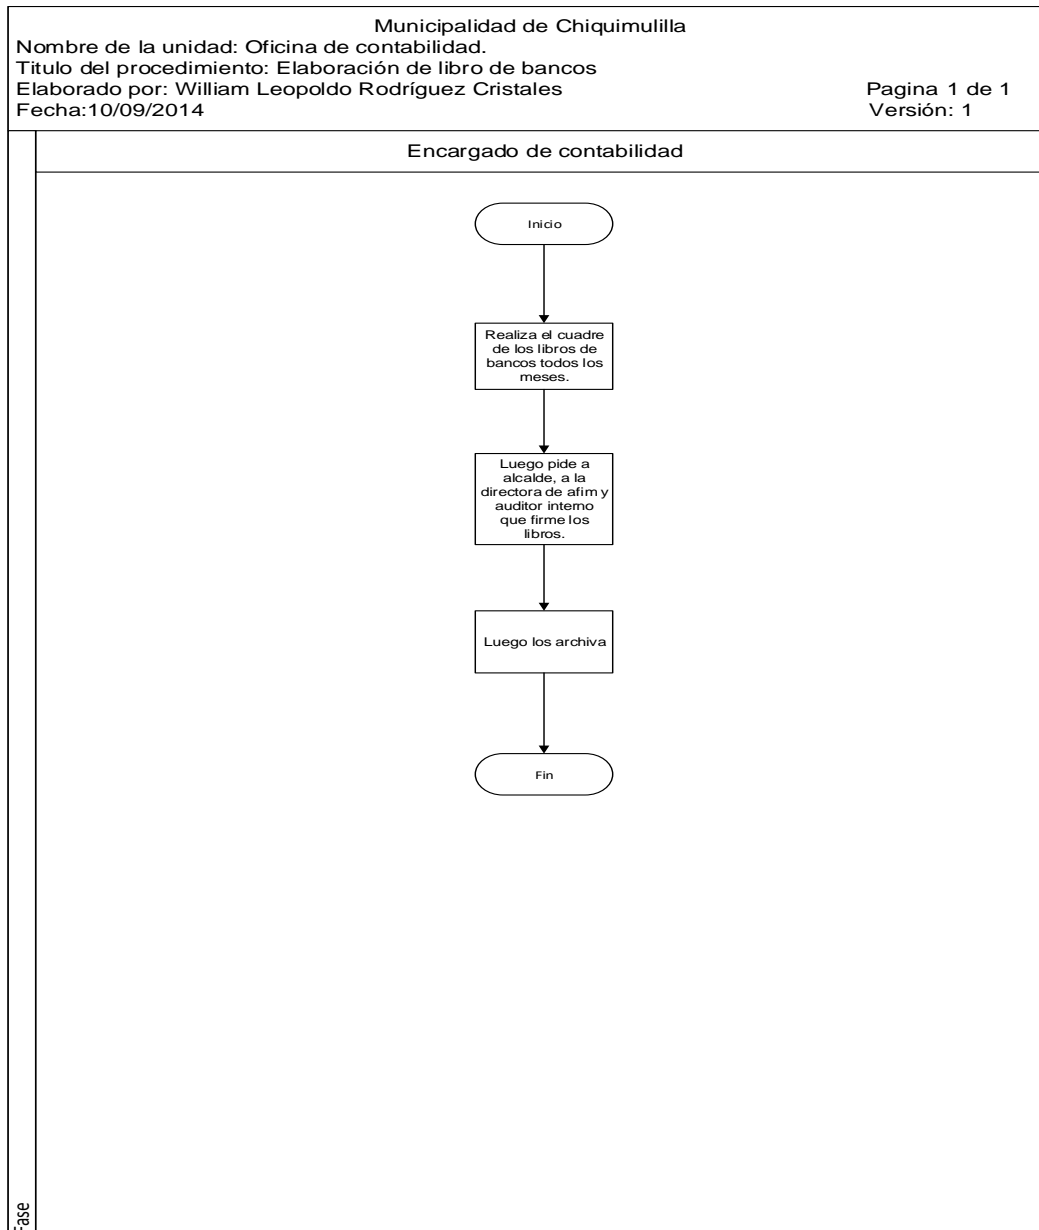 Municipalidad de Chiquimulilla
Nombre de la unidad: Oficina de contabilidad.
Titulo del procedimiento: Elaboración de libro de bancos
Elaborado por: William Leopoldo Rodríguez Cristales
Pagina 1 de 1
Fecha:10/09/2014
Versión: 1
Encargado de contabilidad
Inicio
Realiza el cuadre
de los libros de
bancos todos los
meses.
Luego pide a
alcalde, a la
directora de afim y
auditor interno
que firme los
libros.
Luego los archiva
Fin
Fase